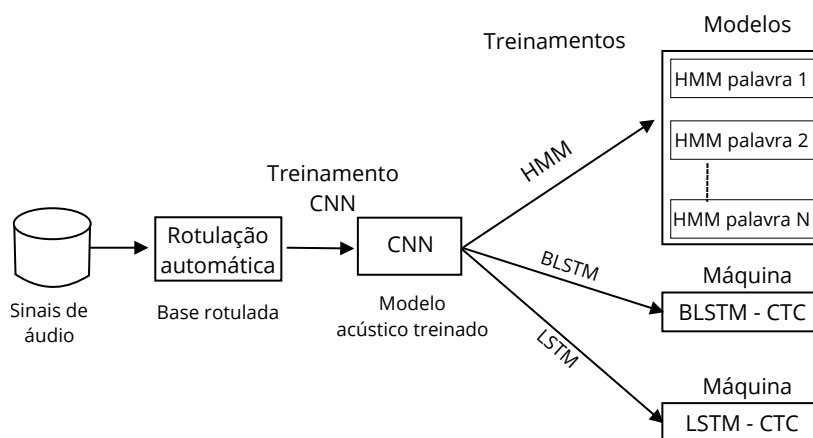 Modelos
Treinamentos
HMM palavra 1
HMM palavra 2
HMM palavra N
HMM
Treinamento
CNN
Rotulação
automática
CNN
BLSTM
LSTM
Sinais de
áudio
Base rotulada
Modelo
acústico treinado
Máquina
BLSTM - CTC
Máquina
LSTM - CTC